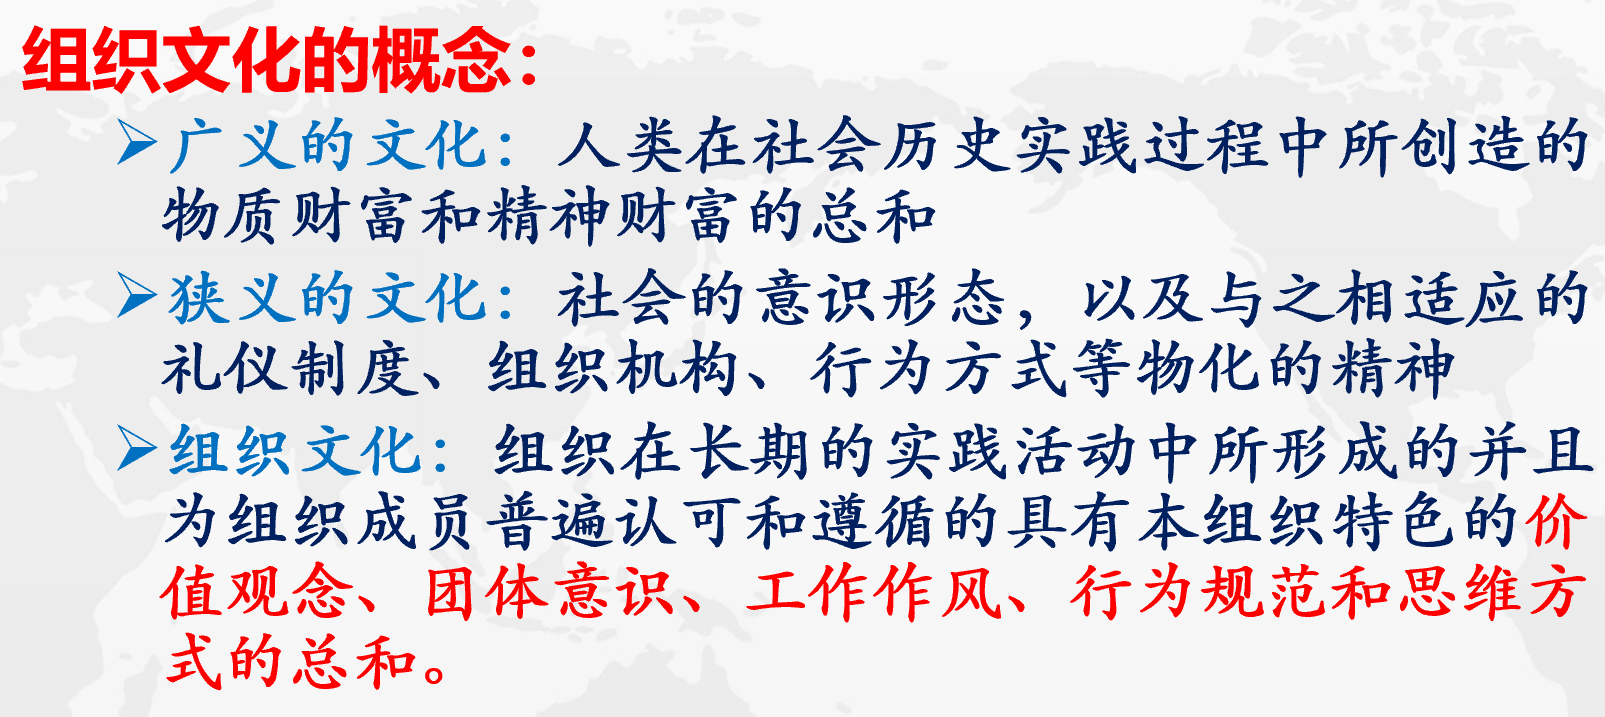 组织文化的概念：
➢广义的文化：人类在社会历史实践过程中所创造的
物质财富和精神财富的总和
➢狭义的文化：社会的意识形态，以及与之相适应的
礼仪制度、组织机构、行为方式等物化的精神
➢组织文化：组织在长期的实践活动中所形成的并且
为组织成员普遍认可和遵循的具有本组织特色的价
值观念、团体意识、工作作风、行为规范和思维方
式的总和。